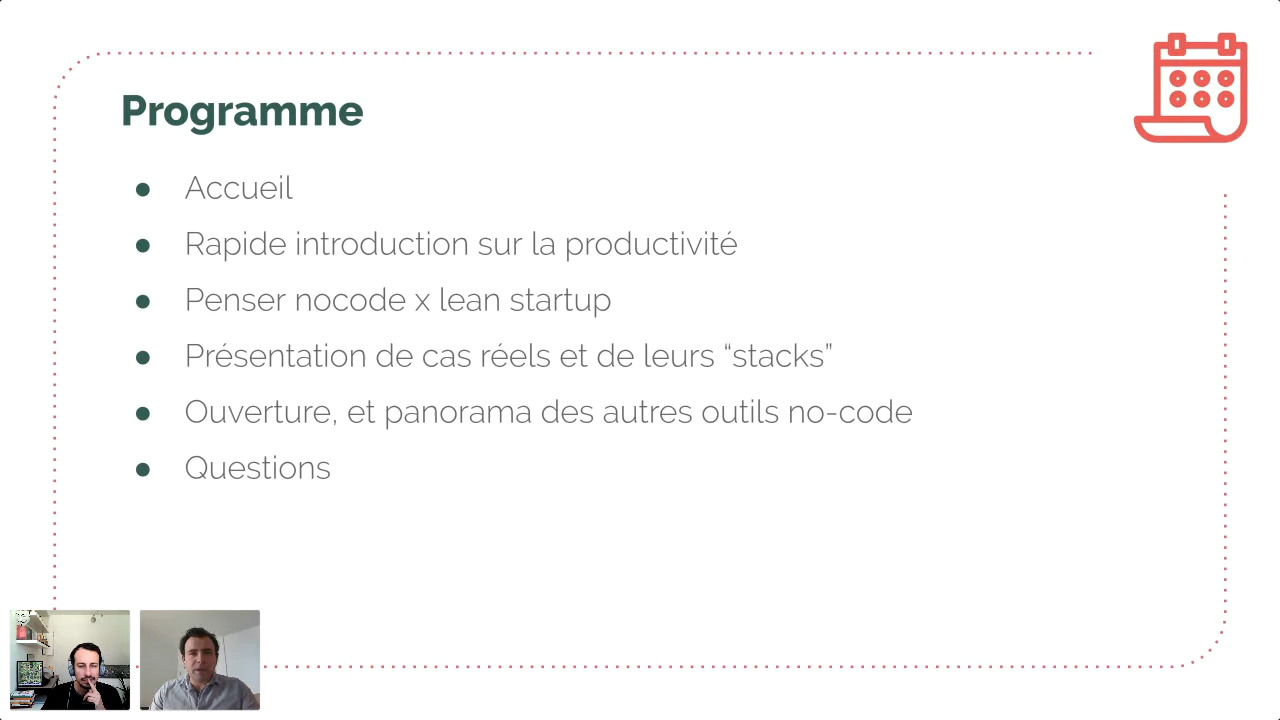 Programme
Accueil
Rapide introduction sur la productivité
Penser nocode x lean startup
Présentation de cas réels et de leurs “stacks”
Ouverture, et panorama des autres outils no-code
Questions